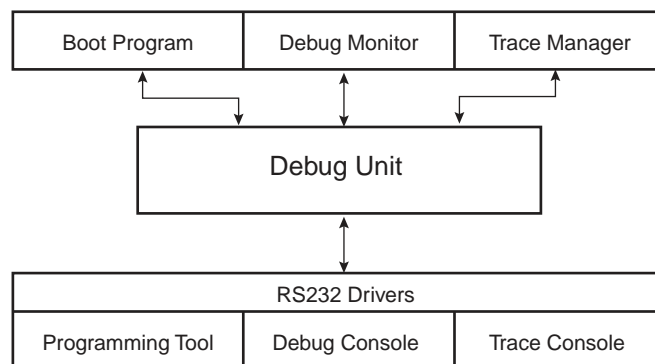 Boot Program
Debug Monitor
Trace Manager
Debug Unit
RS232 Drivers
Programming Tool
Debug Console
Trace Console